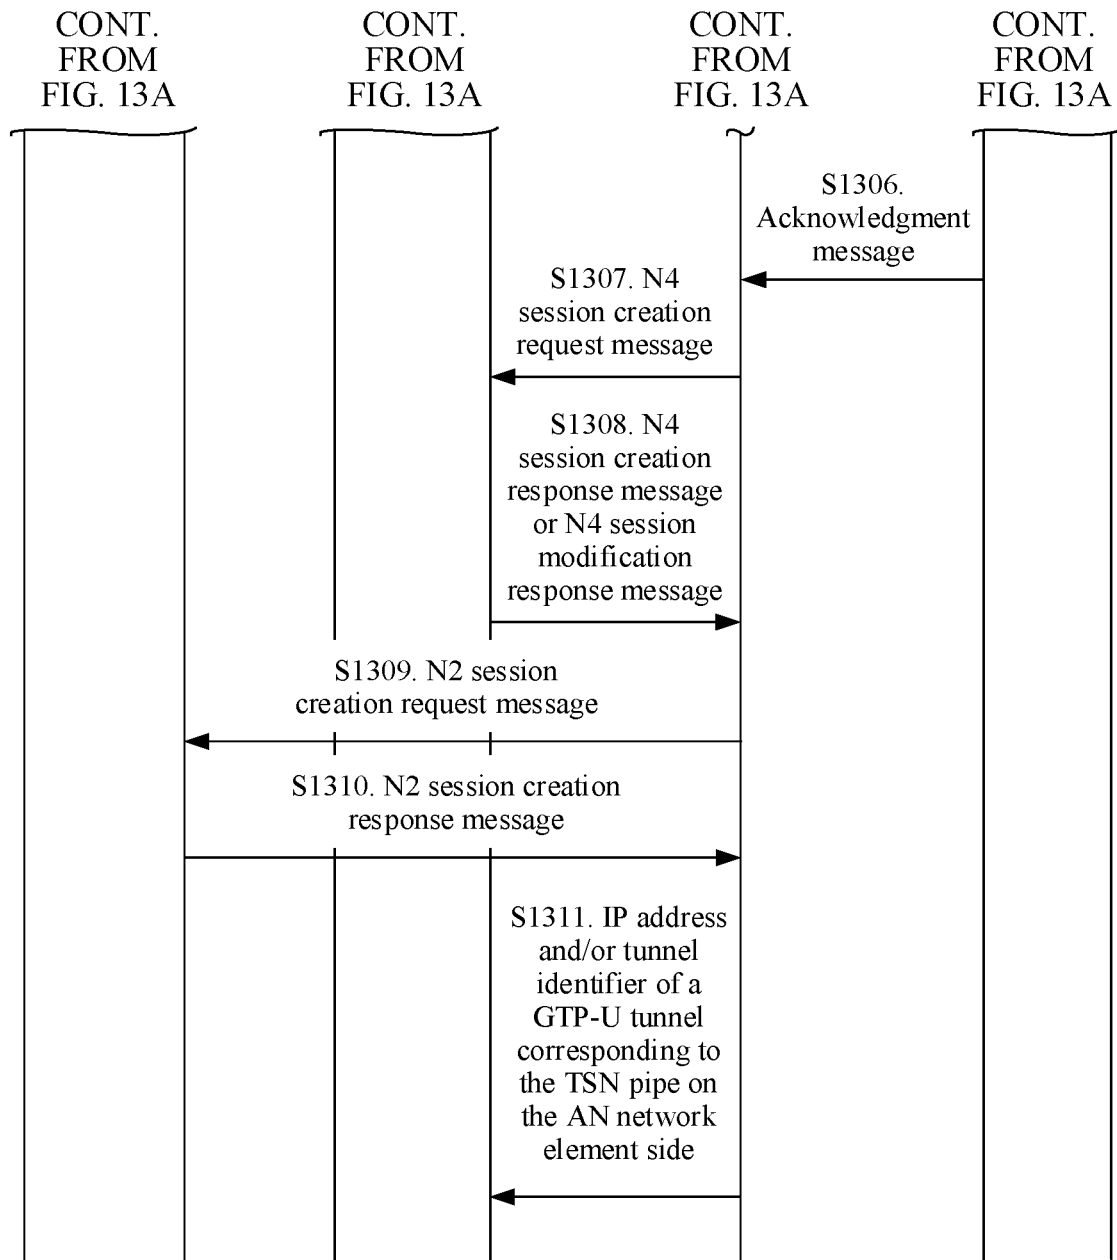 CONT.
FROM
FIG. 13A
CONT.
FROM
FIG. 13A
CONT.
FROM
FIG. 13A
CONT.
FROM
FIG. 13A
S1306.
Acknowledgment
message
S1307. N4
session creation
request message
S1308. N4
session creation
response message
or N4 session
modification
response message
S1309. N2 session
creation request message
S1310. N2 session creation
response message
S1311. IP address
and/or tunnel
identifier of a
GTP-U tunnel
corresponding to
the TSN pipe on
the AN network
element side